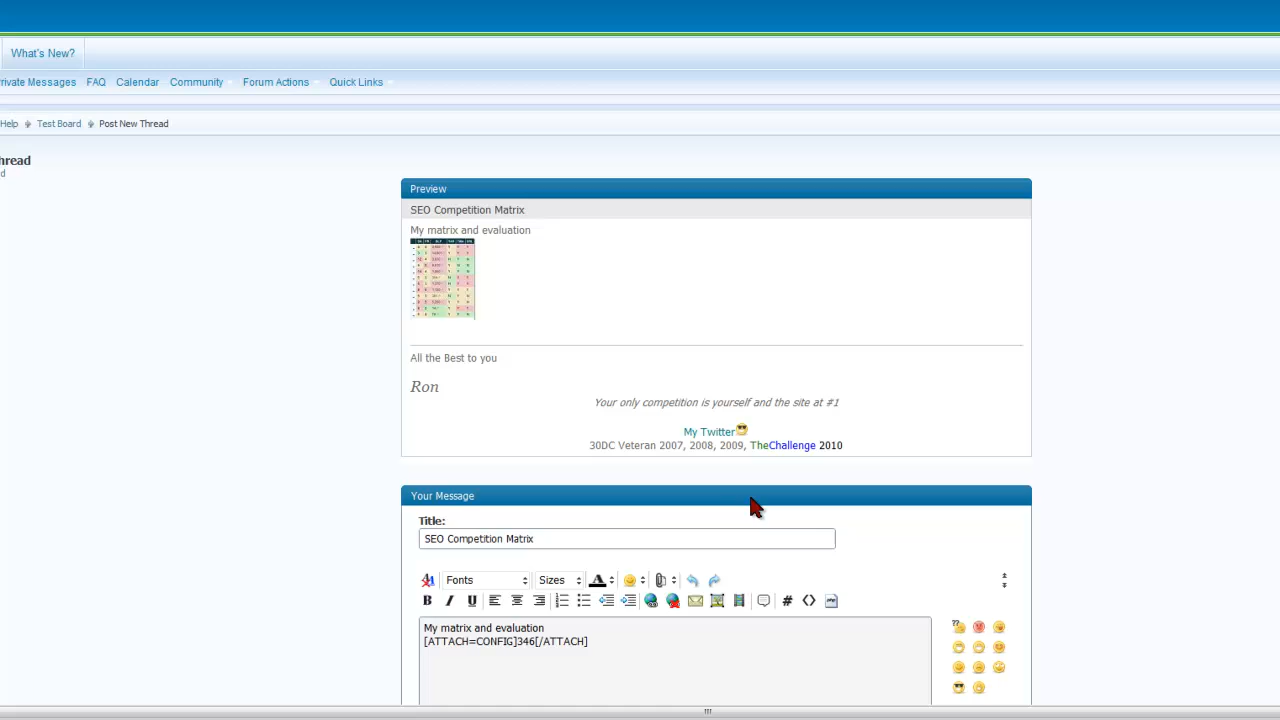 What's New?
rivate Messages FAQ Calendar Community Forum Actions Quick Links
Help Test Board Post New Thread
hread
d
Preview
SEO Competition Matrix
My matrix and evaluation
All the Best to you
Ron
Your only competition is yourself and the site at #1
My Twitter
30DC Veteran 2007, 2008, 2009, TheChallenge 2010
Your Message
Title:
SEO Competition Matrix
Fonts Sizes A
B I U # <> php
My matrix and evaluation
[ATTACH=CONFIG]346[/ATTACH]